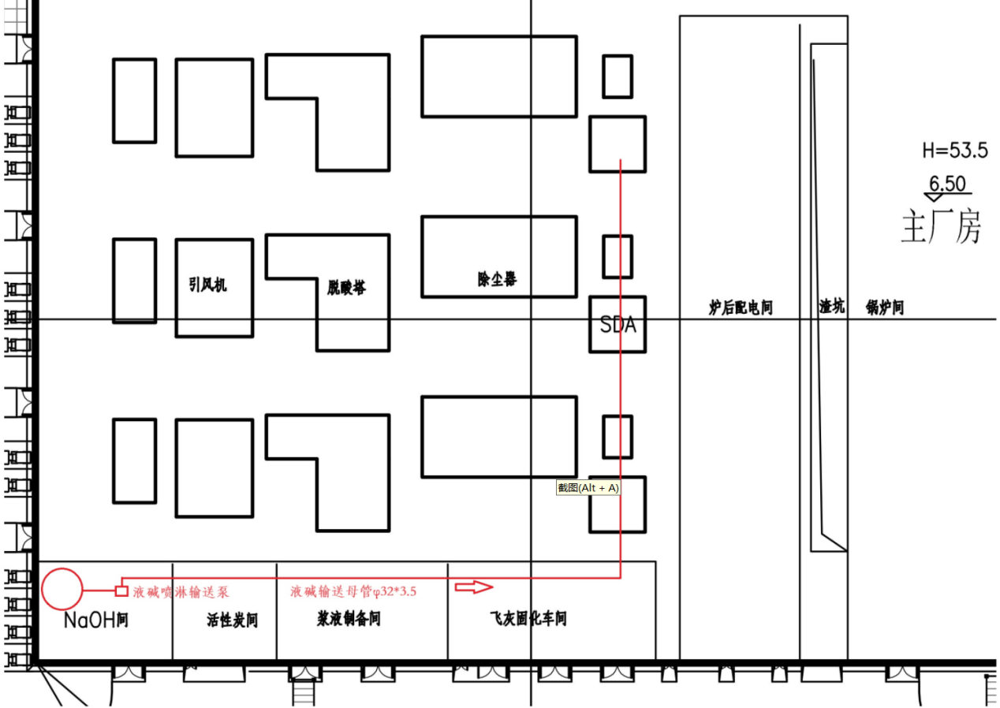 H=53.5
6.50
主厂房
引风机
脱酸塔
除尘器
SDA
炉后配电间
渣坑
锅炉间
截图(Alt + A)
液碱喷淋输送泵
液碱输送母管φ32*3.5
NaOH间
活性炭间
浆液制备间
飞灰固化车间